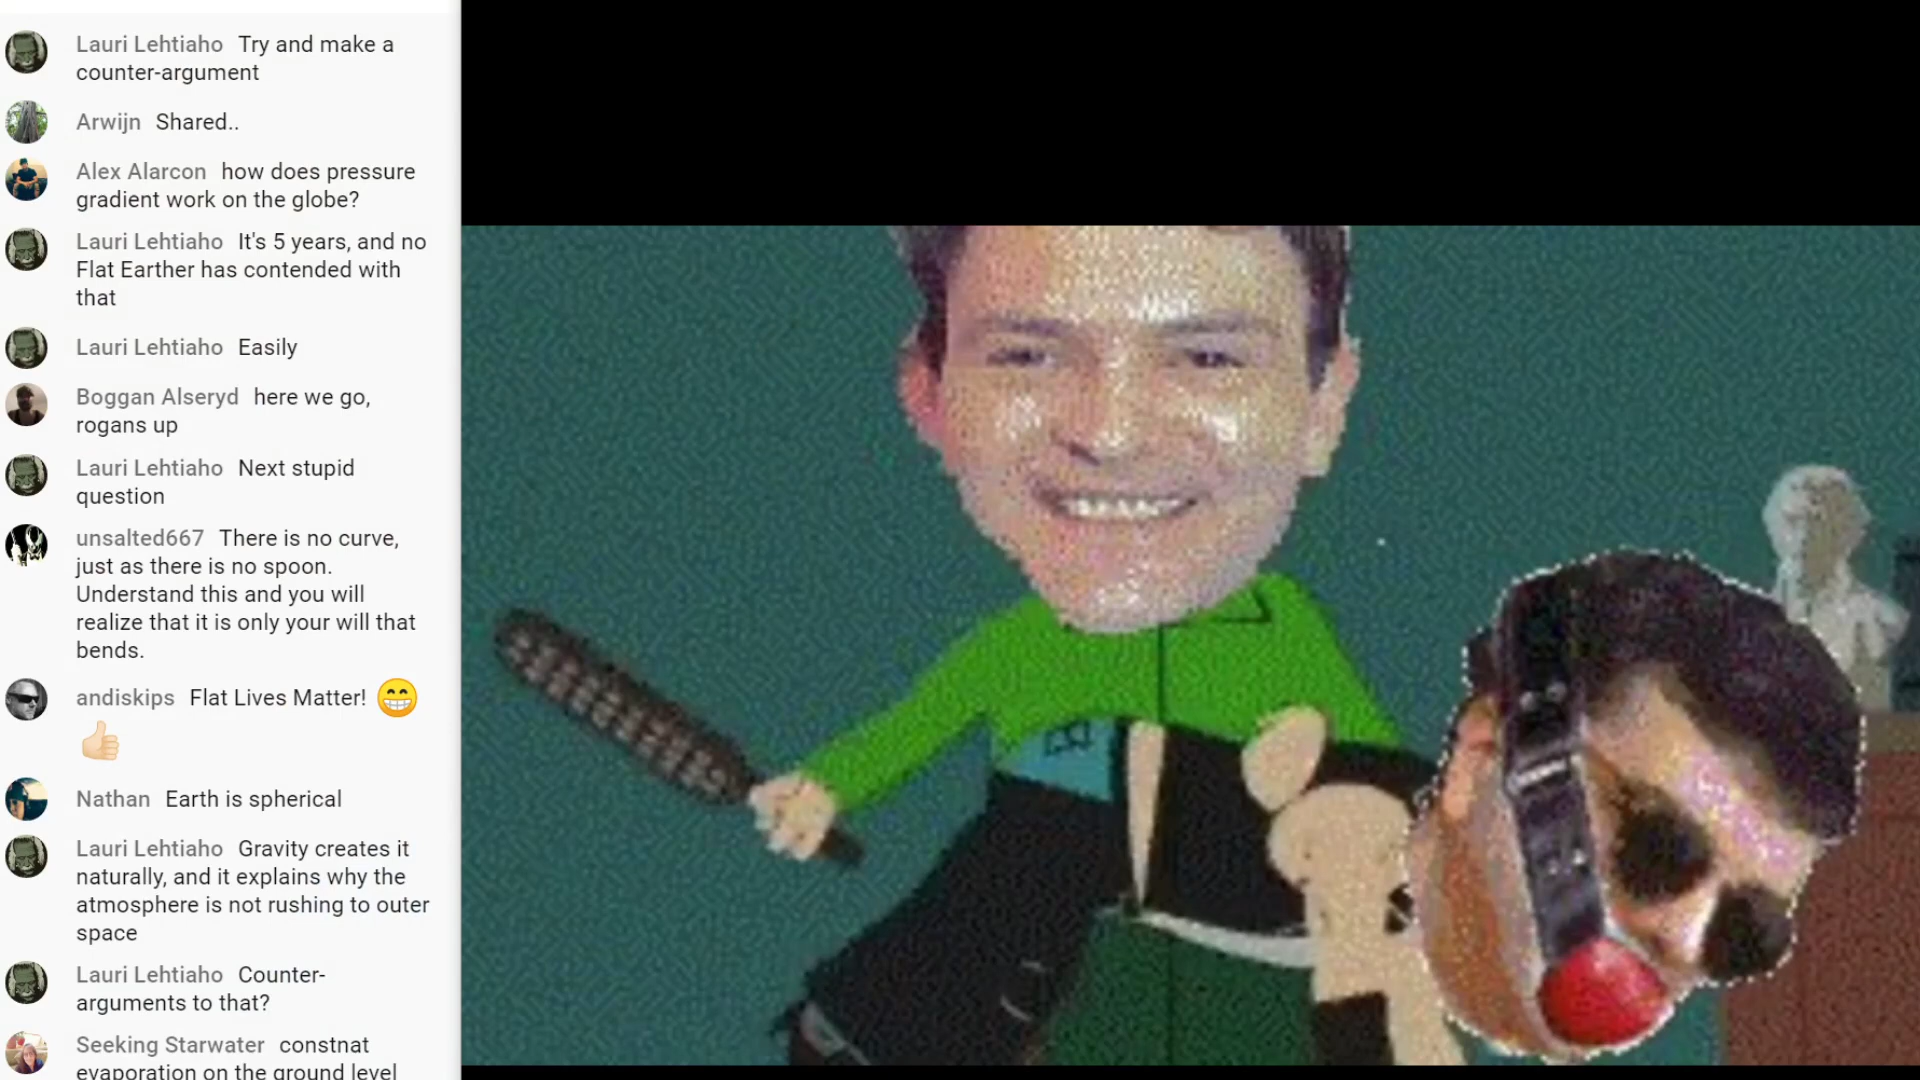 Lauri Lehtiaho Try and make a
counter-argument
Arwijn Shared..
Alex Alarcon how does pressure
gradient work on the globe?
Lauri Lehtiaho It's 5 years, and no
Flat Earther has contended with
that
Lauri Lehtiaho Easily
Boggan Alseryd here we go,
rogans up
Lauri Lehtiaho Next stupid
question
unsalted667 There is no curve,
just as there is no spoon.
Understand this and you will
realize that it is only your will that
bends.
andiskips Flat Lives Matter! 😁
👍🏻
Nathan Earth is spherical
Lauri Lehtiaho Gravity creates it
naturally, and it explains why the
atmosphere is not rushing to outer
space
Lauri Lehtiaho Counter-
arguments to that?
Seeking Starwater constnat
evaporation on the ground level